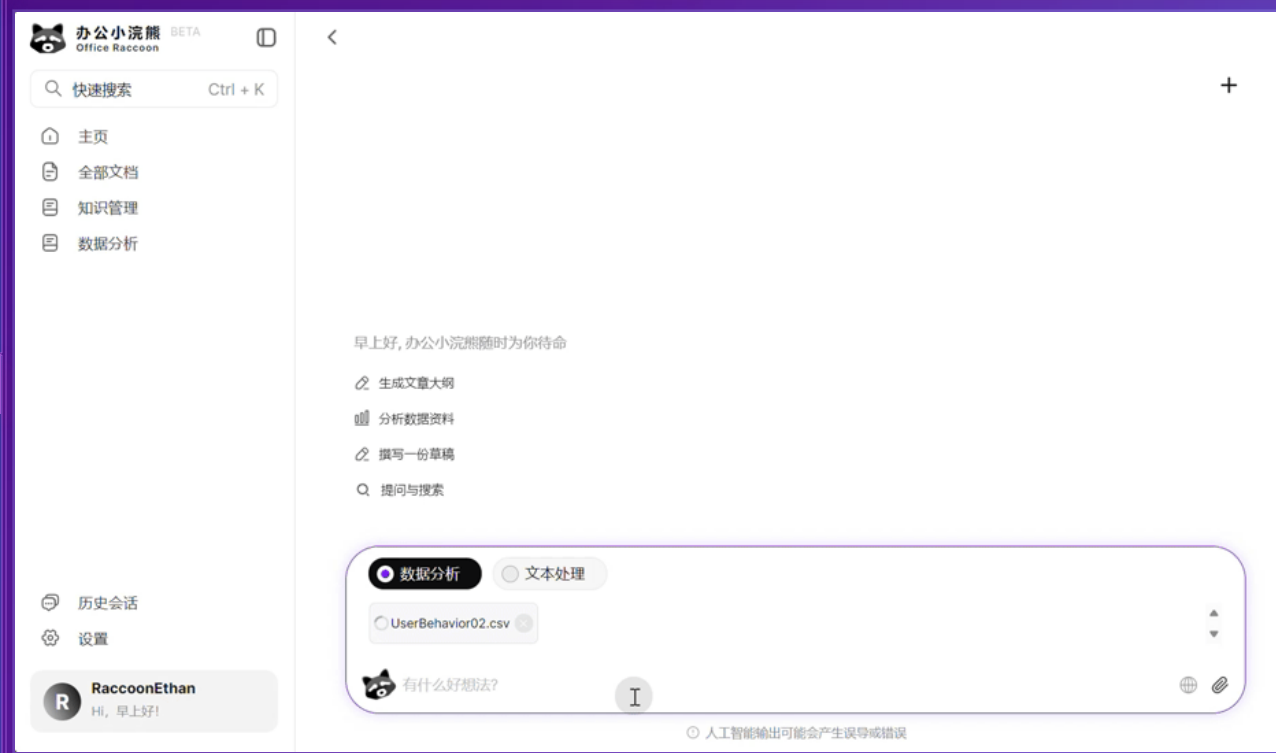 办公小浣熊 BETA
Office Raccoon
快速搜索 Ctrl + K
主页
全部文档
知识管理
数据分析
早上好, 办公小浣熊随时为你待命
生成文章大纲
分析数据资料
撰写一份草稿
提问与搜索
数据分析 文本处理
UserBehavior02.csv
有什么好想法?
历史会话
设置
R
RaccoonEthan
Hi, 早上好!
人工智能输出可能会产生误导或错误